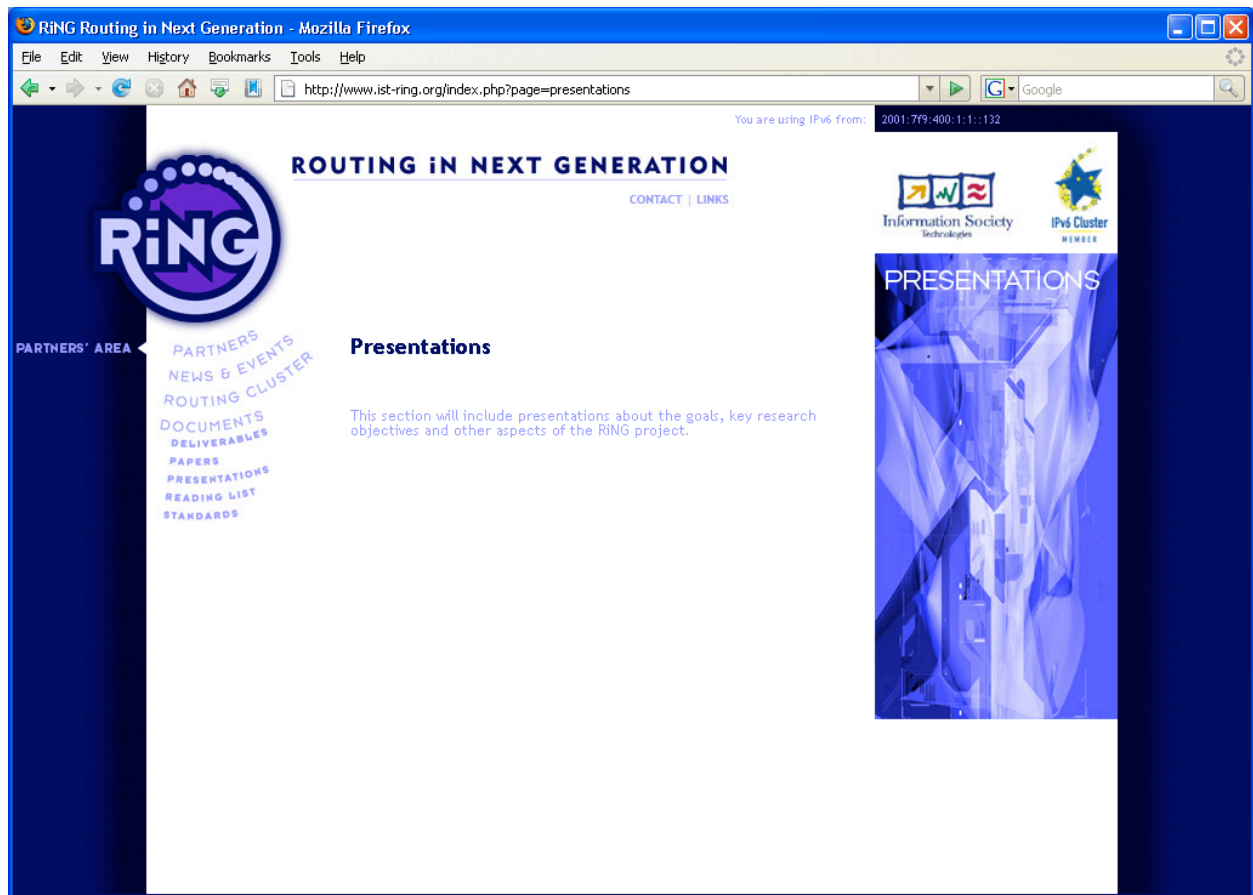 RiNG Routing in Next Generation - Mozilla Firefox
File Edit View History Bookmarks Tools Help
http://www.ist-ring.org/index.php?page=presentations
G Google
You are using IPv6 from: 2001:7f9:400:1:1::132
ROUTING iN NEXT GENERATION
CONTACT | LINKS
RiNG
Information Society
Technologies
IPv6 Cluster
MEMBER
PRESENTATIONS
PARTNERS' AREA
PARTNERS
NEWS & EVENTS
ROUTING CLUSTER
DOCUMENTS
DELIVERABLES
PAPERS
PRESENTATIONS
READING LIST
STANDARDS
Presentations
This section will include presentations about the goals, key research
objectives and other aspects of the RiNG project.